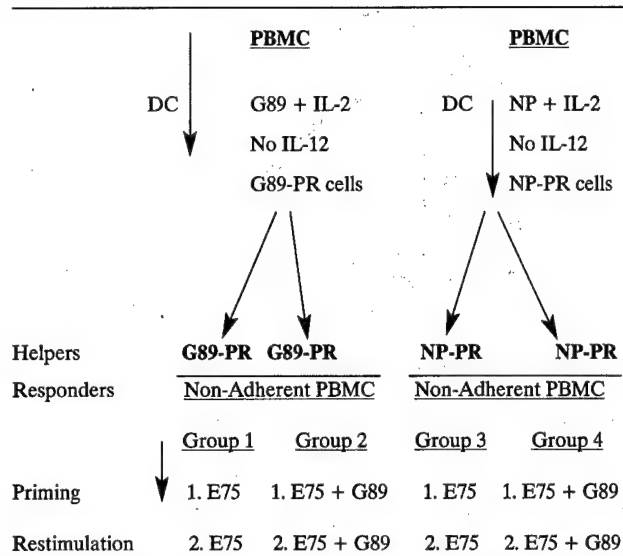 PBMC PBMC
DC G89 + IL-2 DC NP + IL-2
No IL-12 No IL-12
G89-PR cells NP-PR cells
Helpers G89-PR G89-PR NP-PR NP-PR
Responders Non-Adherent PBMC Non-Adherent PBMC
Group 1 Group 2 Group 3 Group 4
Priming 1. E75 1. E75 + G89 1. E75 1. E75 + G89
Restimulation 2. E75 2. E75 + G89 2. E75 2. E75 + G89